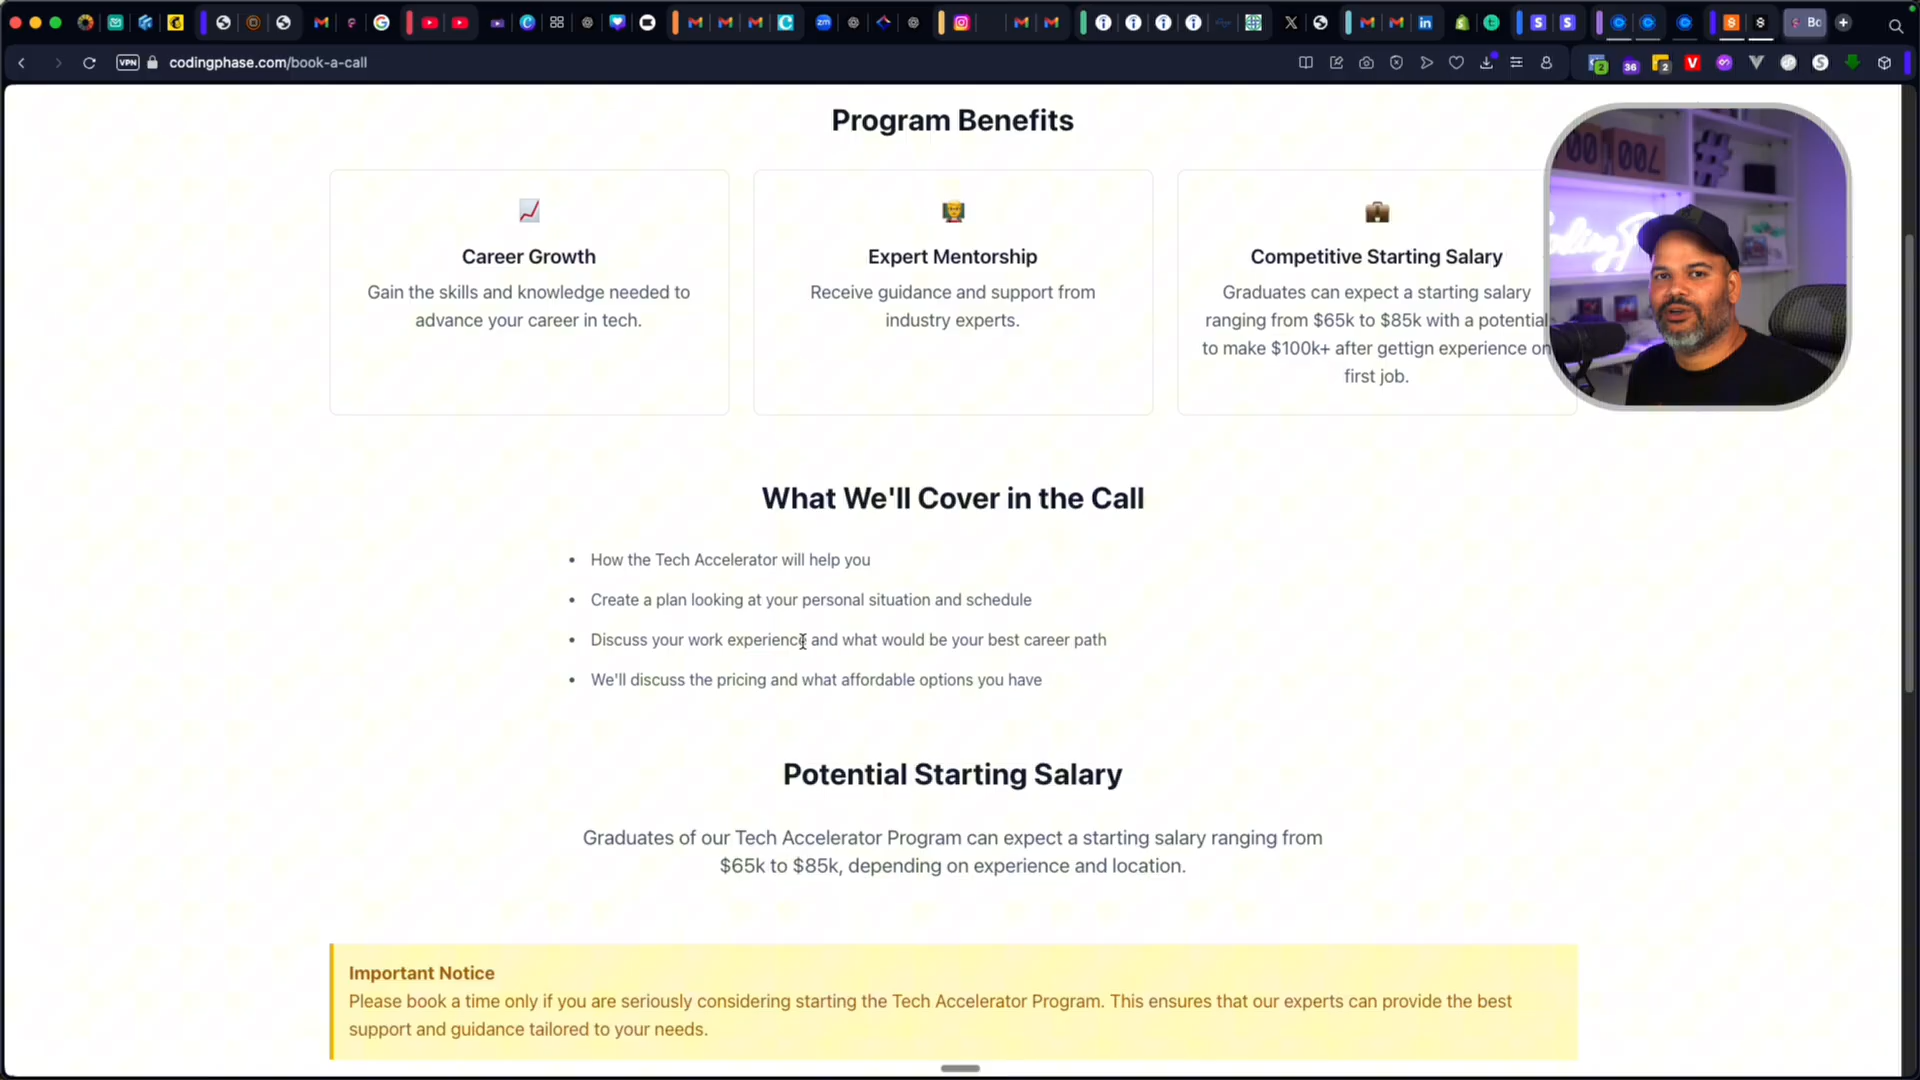 VPN codingphase.com/book-a-call
Program Benefits
Career Growth
Gain the skills and knowledge needed to
advance your career in tech.
Expert Mentorship
Receive guidance and support from
industry experts.
Competitive Starting Salary
Graduates can expect a starting salary
ranging from $65k to $85k with a potential
to make $100k+ after gettign experience on
first job.
What We'll Cover in the Call
• How the Tech Accelerator will help you
• Create a plan looking at your personal situation and schedule
• Discuss your work experience and what would be your best career path
• We'll discuss the pricing and what affordable options you have
Potential Starting Salary
Graduates of our Tech Accelerator Program can expect a starting salary ranging from
$65k to $85k, depending on experience and location.
Important Notice
Please book a time only if you are seriously considering starting the Tech Accelerator Program. This ensures that our experts can provide the best
support and guidance tailored to your needs.